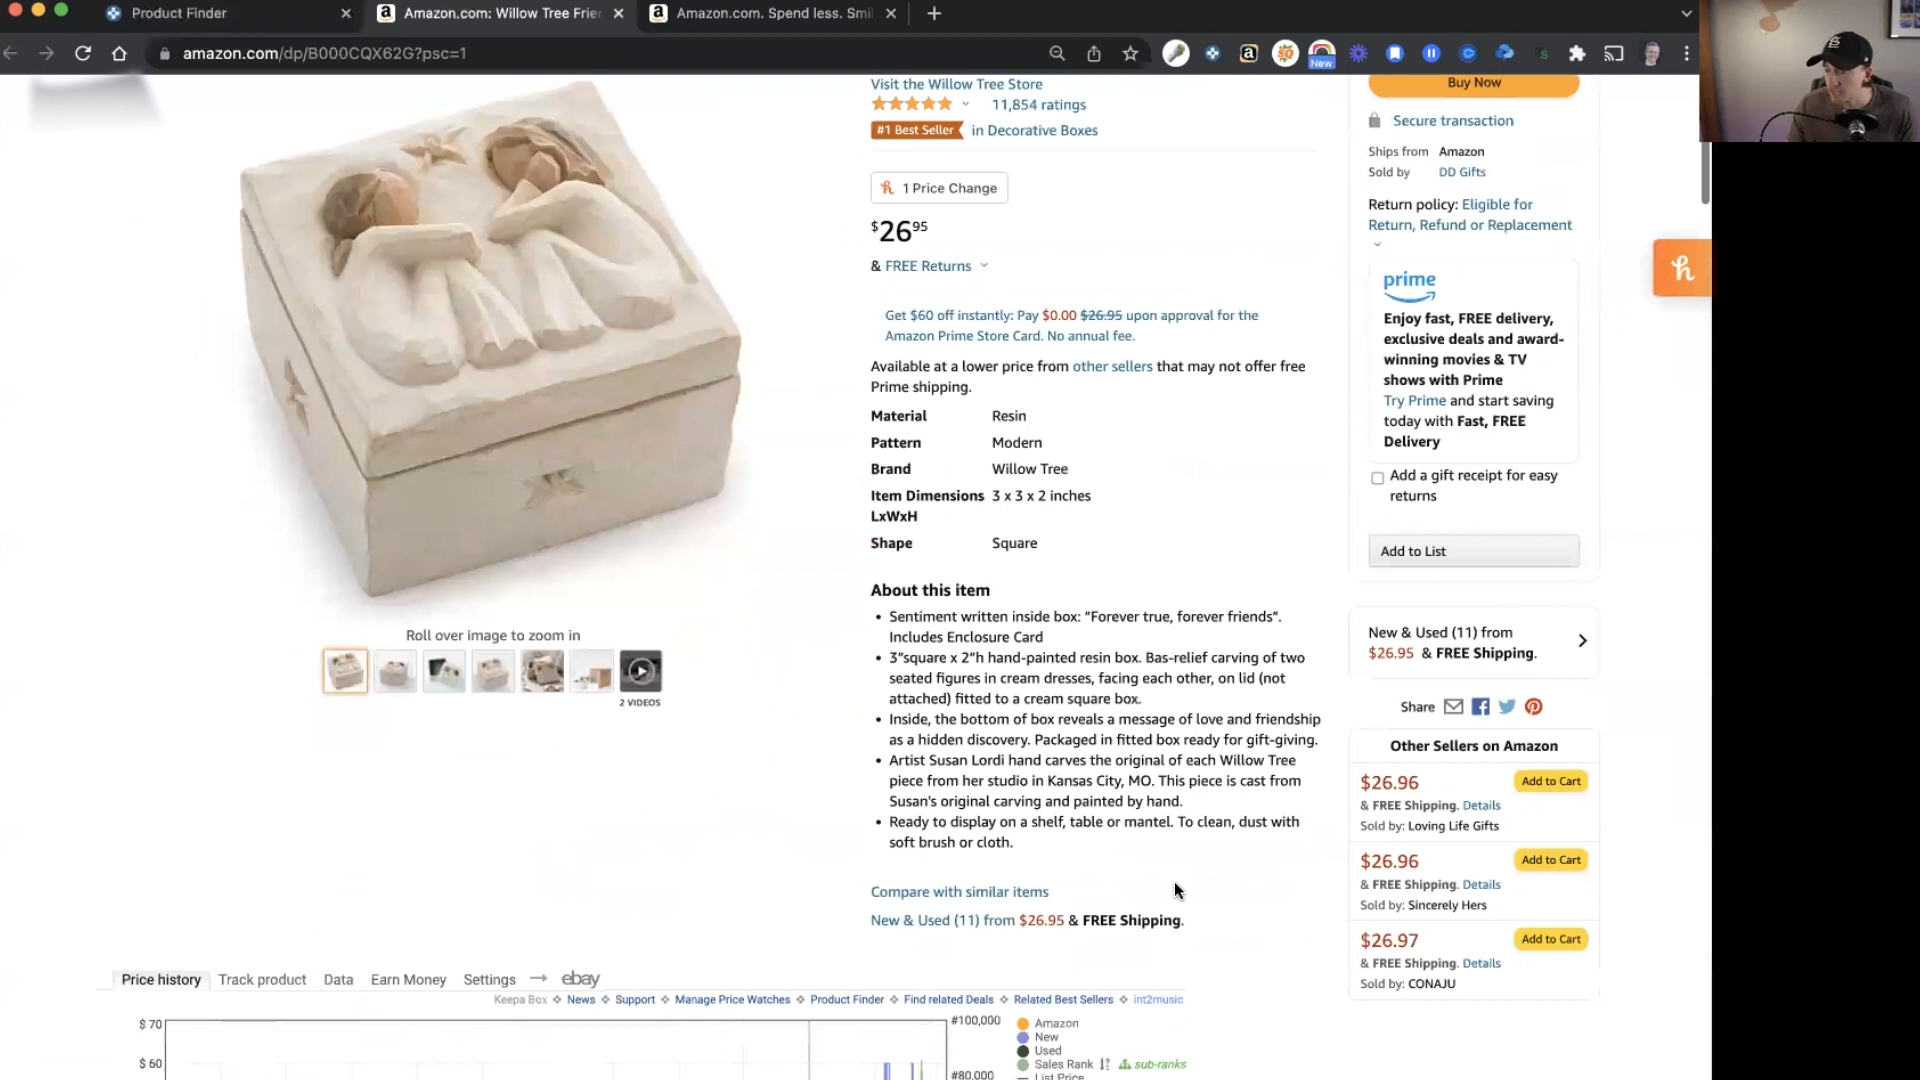 Product Finder
Amazon.com: Willow Tree Frien
Amazon.com. Spend less. Smil
amazon.com/dp/B000CQX62G?psc=1
New
Visit the Willow Tree Store
11,854 ratings
#1 Best Seller in Decorative Boxes
1 Price Change
$26.95
& FREE Returns
Get $60 off instantly: Pay $0.00 $26.95 upon approval for the
Amazon Prime Store Card. No annual fee.
Available at a lower price from other sellers that may not offer free
Prime shipping.
Material Resin
Pattern Modern
Brand Willow Tree
Item Dimensions 3 x 3 x 2 inches
LxWxH
Shape Square
About this item
• Sentiment written inside box: “Forever true, forever friends”.
Includes Enclosure Card
• 3”square x 2”h hand-painted resin box. Bas-relief carving of two
seated figures in cream dresses, facing each other, on lid (not
attached) fitted to a cream square box.
• Inside, the bottom of box reveals a message of love and friendship
as a hidden discovery. Packaged in fitted box ready for gift-giving.
• Artist Susan Lordi hand carves the original of each Willow Tree
piece from her studio in Kansas City, MO. This piece is cast from
Susan's original carving and painted by hand.
• Ready to display on a shelf, table or mantel. To clean, dust with
soft brush or cloth.
Compare with similar items
New & Used (11) from $26.95 & FREE Shipping.
Roll over image to zoom in
2 VIDEOS
Buy Now
Secure transaction
Ships from Amazon
Sold by DD Gifts
Return policy: Eligible for
Return, Refund or Replacement
prime
Enjoy fast, FREE delivery,
exclusive deals and award-
winning movies & TV
shows with Prime
Try Prime and start saving
today with Fast, FREE
Delivery
Add a gift receipt for easy
returns
Add to List
New & Used (11) from
$26.95 & FREE Shipping.
Share
Other Sellers on Amazon
$26.96 Add to Cart
& FREE Shipping. Details
Sold by: Loving Life Gifts
$26.96 Add to Cart
& FREE Shipping. Details
Sold by: Sincerely Hers
$26.97 Add to Cart
& FREE Shipping. Details
Sold by: CONAJU
Price history Track product Data Earn Money Settings → ebay
Keepa Box ❖ News ❖ Support ❖ Manage Price Watches ❖ Product Finder ❖ Find related Deals ❖ Related Best Sellers ❖ int2music
$ 70
$ 60
#100,000
#80,000
Amazon
New
Used
Sales Rank sub-ranks
List Price